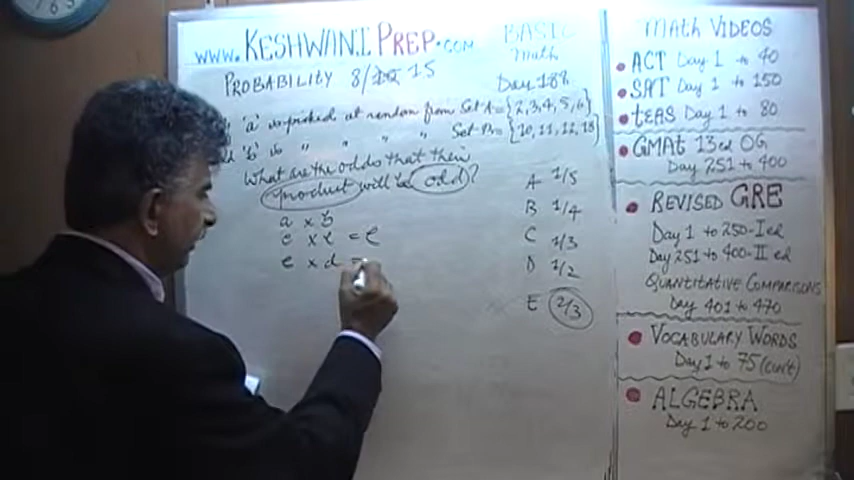 www.KESHWANIPREP.COM
PROBABILITY 8/10 15
BASIC
Math
Day 188
'a' is picked at random from Set A = {2,3,4,5,6}
'b' is " " " " Set B = {10,11,12,13}
What are the odds that their
product will be odd?
a x b
e x e = e
e x d =
A 1/5
B 1/4
C 1/3
D 1/2
E 2/3
MATH VIDEOS
• ACT Day 1 to 40
• SAT Day 1 to 150
• TEAS Day 1 to 80
• GMAT 13ed OG
Day 251 to 400
• REVISED GRE
Day 1 to 250-I ed
Day 251 to 400-II ed
QUANTITATIVE COMPARISONS
Day 401 to 470
• VOCABULARY WORDS
Day 1 to 75 (con't)
• ALGEBRA
Day 1 to 200